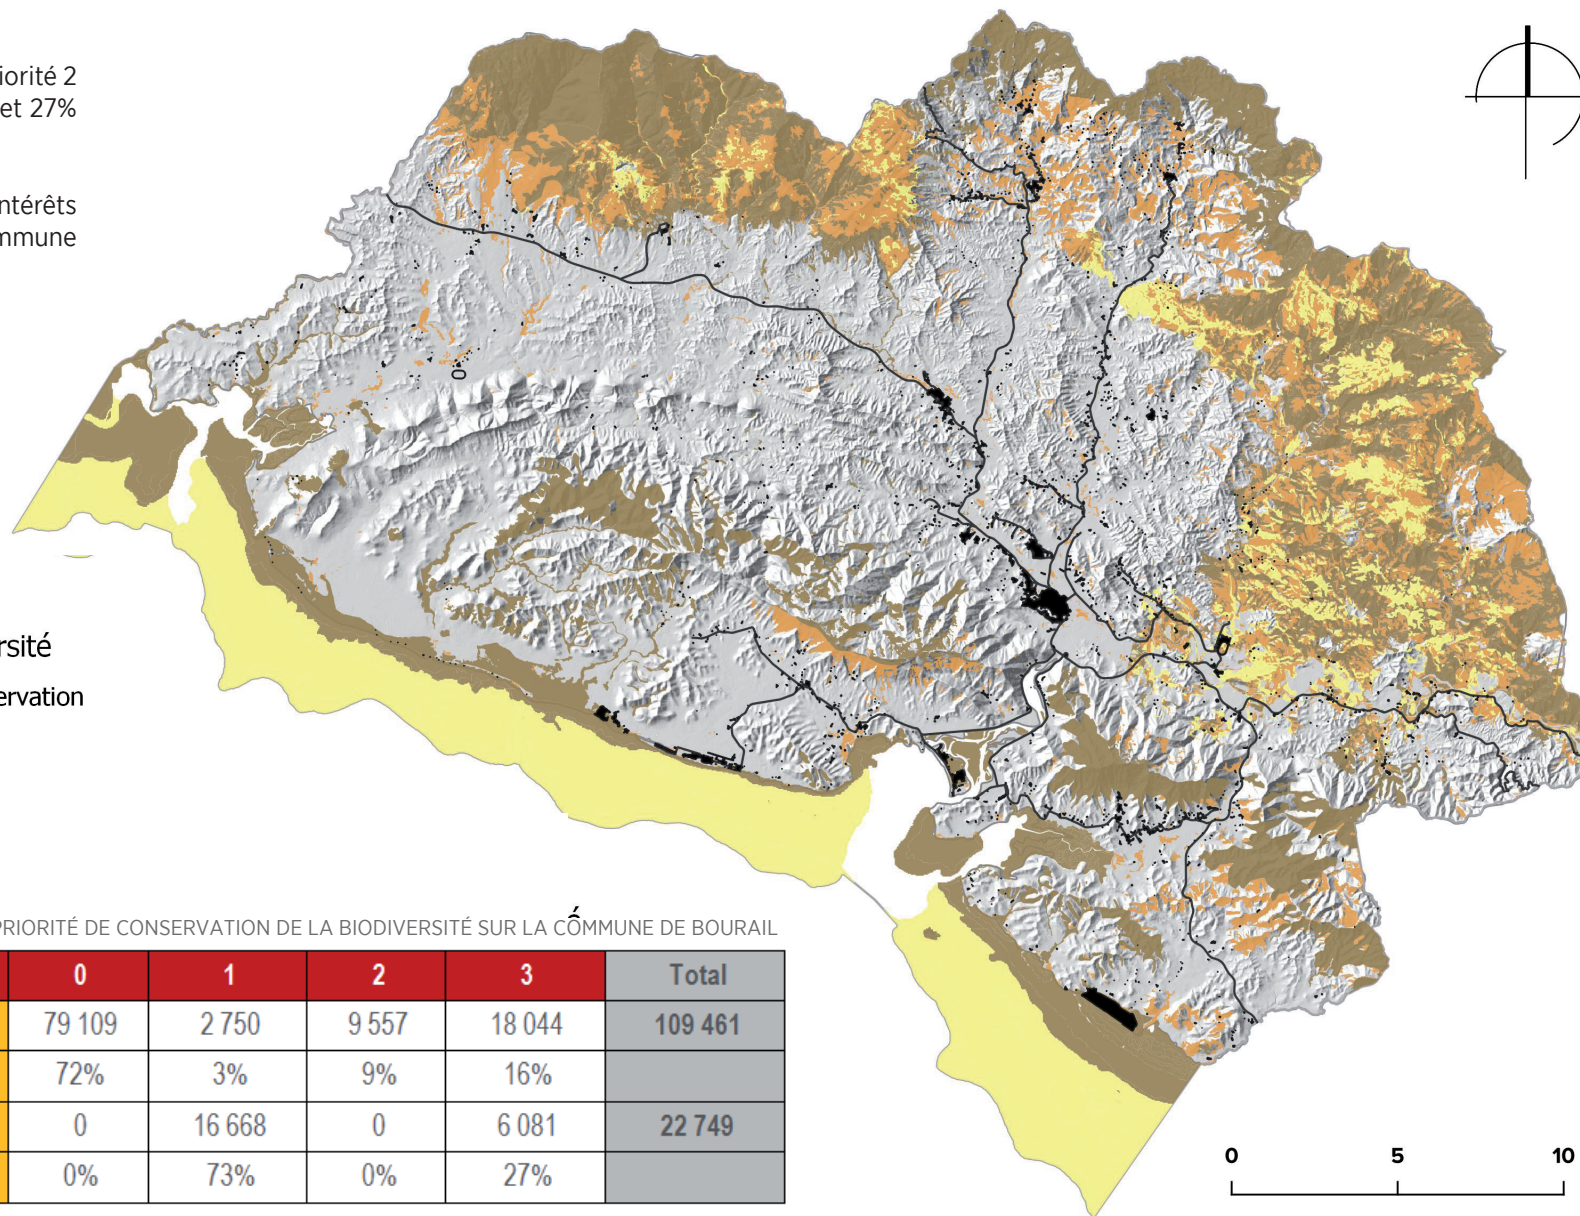 iorité 2
et 27%
ntérêts
mmune
rsité
ervation
PRIORITÉ DE CONSERVATION DE LA BIODIVERSITÉ SUR LA COMMUNE DE BOURAIL
0 1 2 3 Total
79 109 2 750 9 557 18 044 109 461
72% 3% 9% 16%
0 16 668 0 6 081 22 749
0% 73% 0% 27%
0 5 10